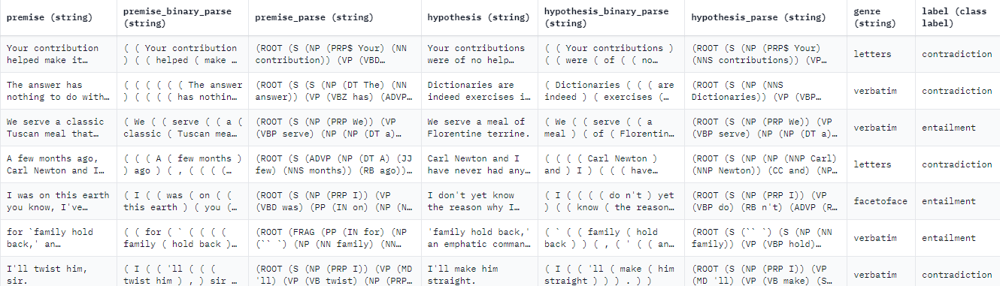 premise (string)
premise_binary_parse
(string)
premise_parse (string)
hypothesis (string)
hypothesis_binary_parse
(string)
hypothesis_parse (string)
genre
(string)
label (class
label)
Your contribution
helped make it…
( ( Your contribution
) ( ( helped ( make …
(ROOT (S (NP (PRP$ Your) (NN
contribution)) (VP (VBD…
Your contributions
were of no help…
( ( Your contributions )
( ( were ( of ( ( no…
(ROOT (S (NP (PRP$ Your)
(NNS contributions)) (VP…
letters
contradiction
The answer has
nothing to do with…
( ( ( ( ( ( The answer
) ( ( ( ( has nothin…
(ROOT (S (S (NP (DT The) (NN
answer)) (VP (VBZ has) (ADVP…
Dictionaries are
indeed exercises i…
( Dictionaries ( ( ( are
indeed ) ( exercises (…
(ROOT (S (NP (NNS
Dictionaries)) (VP (VBP…
verbatim
contradiction
We serve a classic
Tuscan meal that…
( We ( ( serve ( ( a (
classic ( Tuscan mea…
(ROOT (S (NP (PRP We)) (VP
(VBP serve) (NP (NP (DT a)…
We serve a meal of
Florentine terrine.
( We ( ( serve ( ( a
meal ) ( of ( Florentin…
(ROOT (S (NP (PRP We)) (VP
(VBP serve) (NP (NP (DT a)…
verbatim
entailment
A few months ago,
Carl Newton and I…
( ( ( A ( few months )
) ago ) ( , ( ( ( (…
(ROOT (S (ADVP (NP (DT A) (JJ
few) (NNS months)) (RB ago))…
Carl Newton and I
have never had any…
( ( ( ( Carl Newton )
and ) I ) ( ( ( have…
(ROOT (S (NP (NP (NNP Carl)
(NNP Newton)) (CC and) (NP…
letters
contradiction
I was on this earth
you know, I've…
( I ( ( was ( on ( (
this earth ) ( you (…
(ROOT (S (NP (PRP I)) (VP
(VBD was) (PP (IN on) (NP (N…
I don't yet know
the reason why I…
( I ( ( ( ( do n't ) yet
) ( ( know ( the reason…
(ROOT (S (NP (PRP I)) (VP
(VBP do) (RB n't) (ADVP (R…
facetoface
entailment
for `family hold
back,' an…
( ( for ( ` ( ( ( (
family ( hold back )…
(ROOT (FRAG (PP (IN for) (NP
(`` `) (NP (NN family) (NN…
'family hold back,'
an emphatic comman…
( ` ( ( family ( hold
back ) ) ( , ( ' ( ( an…
(ROOT (S (`` `) (S (NP (NN
family)) (VP (VBP hold)…
verbatim
entailment
I'll twist him,
sir.
( I ( ( 'll ( ( (
twist him ) , ) sir …
(ROOT (S (NP (PRP I)) (VP (MD
'll) (VP (VB twist) (NP (PRP…
I'll make him
straight.
( I ( ( 'll ( make ( him
straight ) ) ) . ) )
(ROOT (S (NP (PRP I)) (VP
(MD 'll) (VP (VB make) (S…
verbatim
contradiction